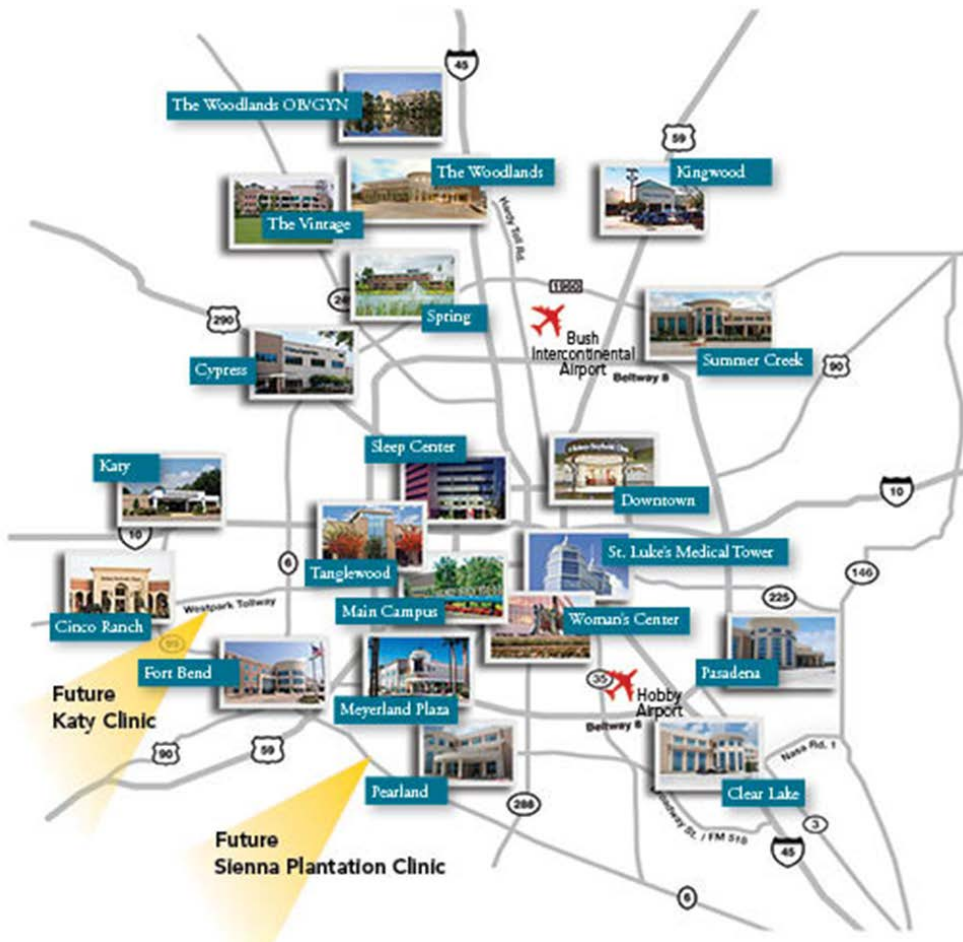 45
The Woodlands OB/GYN
59
The Woodlands
Kingwood
The Vintage
Hardy Toll Rd.
1960
290
Spring
Bush
Intercontinental
Airport
Summer Creek
Cypress
Beltway 8
90
Sleep Center
Katy
Downtown
10
10
St. Luke's Medical Tower
6
Tanglewood
146
225
Main Campus
Westpark Tollway
Woman's Center
Cinco Ranch
Fort Bend
Pasadena
35
Future
Katy Clinic
Hobby
Airport
Meyerland Plaza
Beltway 8
90
59
Nasa Rd. 1
Pearland
Clear Lake
288
St. / FM 518
3
Future
Sienna Plantation Clinic
45
6